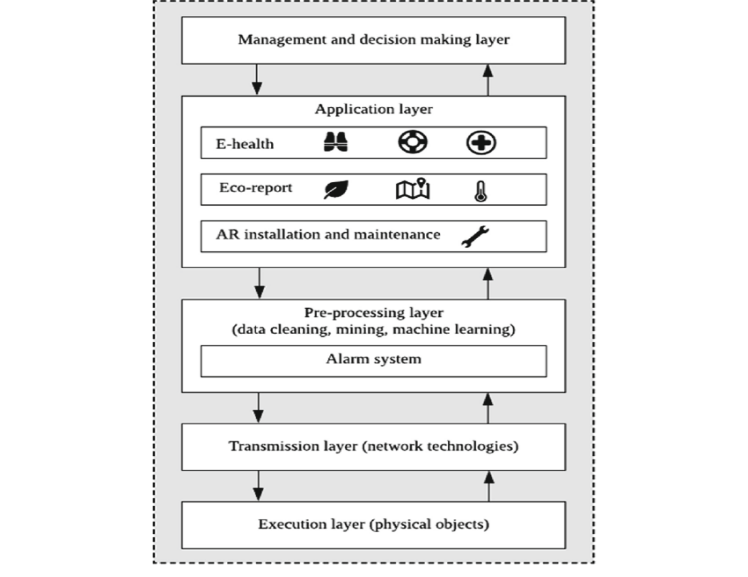 Management and decision making layer
Application layer
E-health
Eco-report
AR installation and maintenance
Pre-processing layer
(data cleaning, mining, machine learning)
Alarm system
Transmission layer (network technologies)
Execution layer (physical objects)